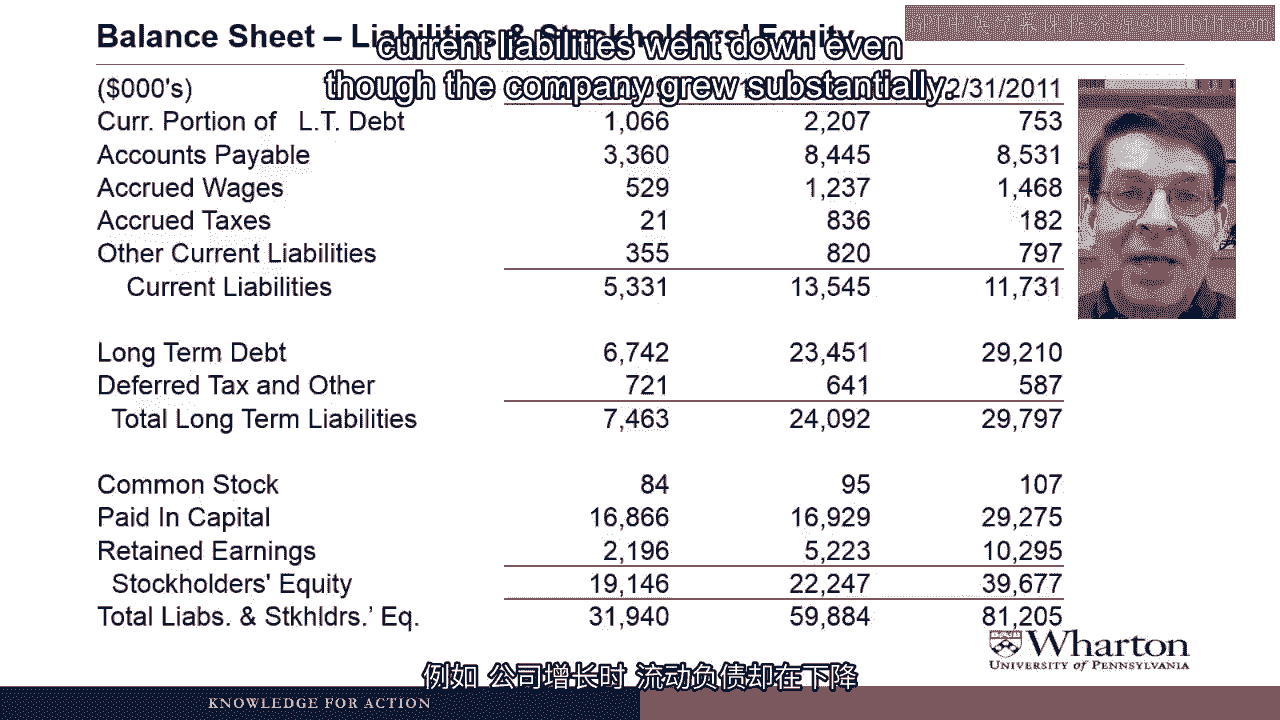 Balance Sheet – Liabilities & Stockholders' Equity
current liabilities went down even
though the company grew substantially.
($000's) 2/31/2011
Curr. Portion of L.T. Debt 1,066 2,207 753
Accounts Payable 3,360 8,445 8,531
Accrued Wages 529 1,237 1,468
Accrued Taxes 21 836 182
Other Current Liabilities 355 820 797
Current Liabilities 5,331 13,545 11,731
Long Term Debt 6,742 23,451 29,210
Deferred Tax and Other 721 641 587
Total Long Term Liabilities 7,463 24,092 29,797
Common Stock 84 95 107
Paid In Capital 16,866 16,929 29,275
Retained Earnings 2,196 5,223 10,295
Stockholders' Equity 19,146 22,247 39,677
Total Liabs. & Stkhldrs.' Eq. 31,940 59,884 81,205
Wharton
UNIVERSITY of PENNSYLVANIA
例如 公司增长时 流动负债却在下降
KNOWLEDGE FOR ACTION